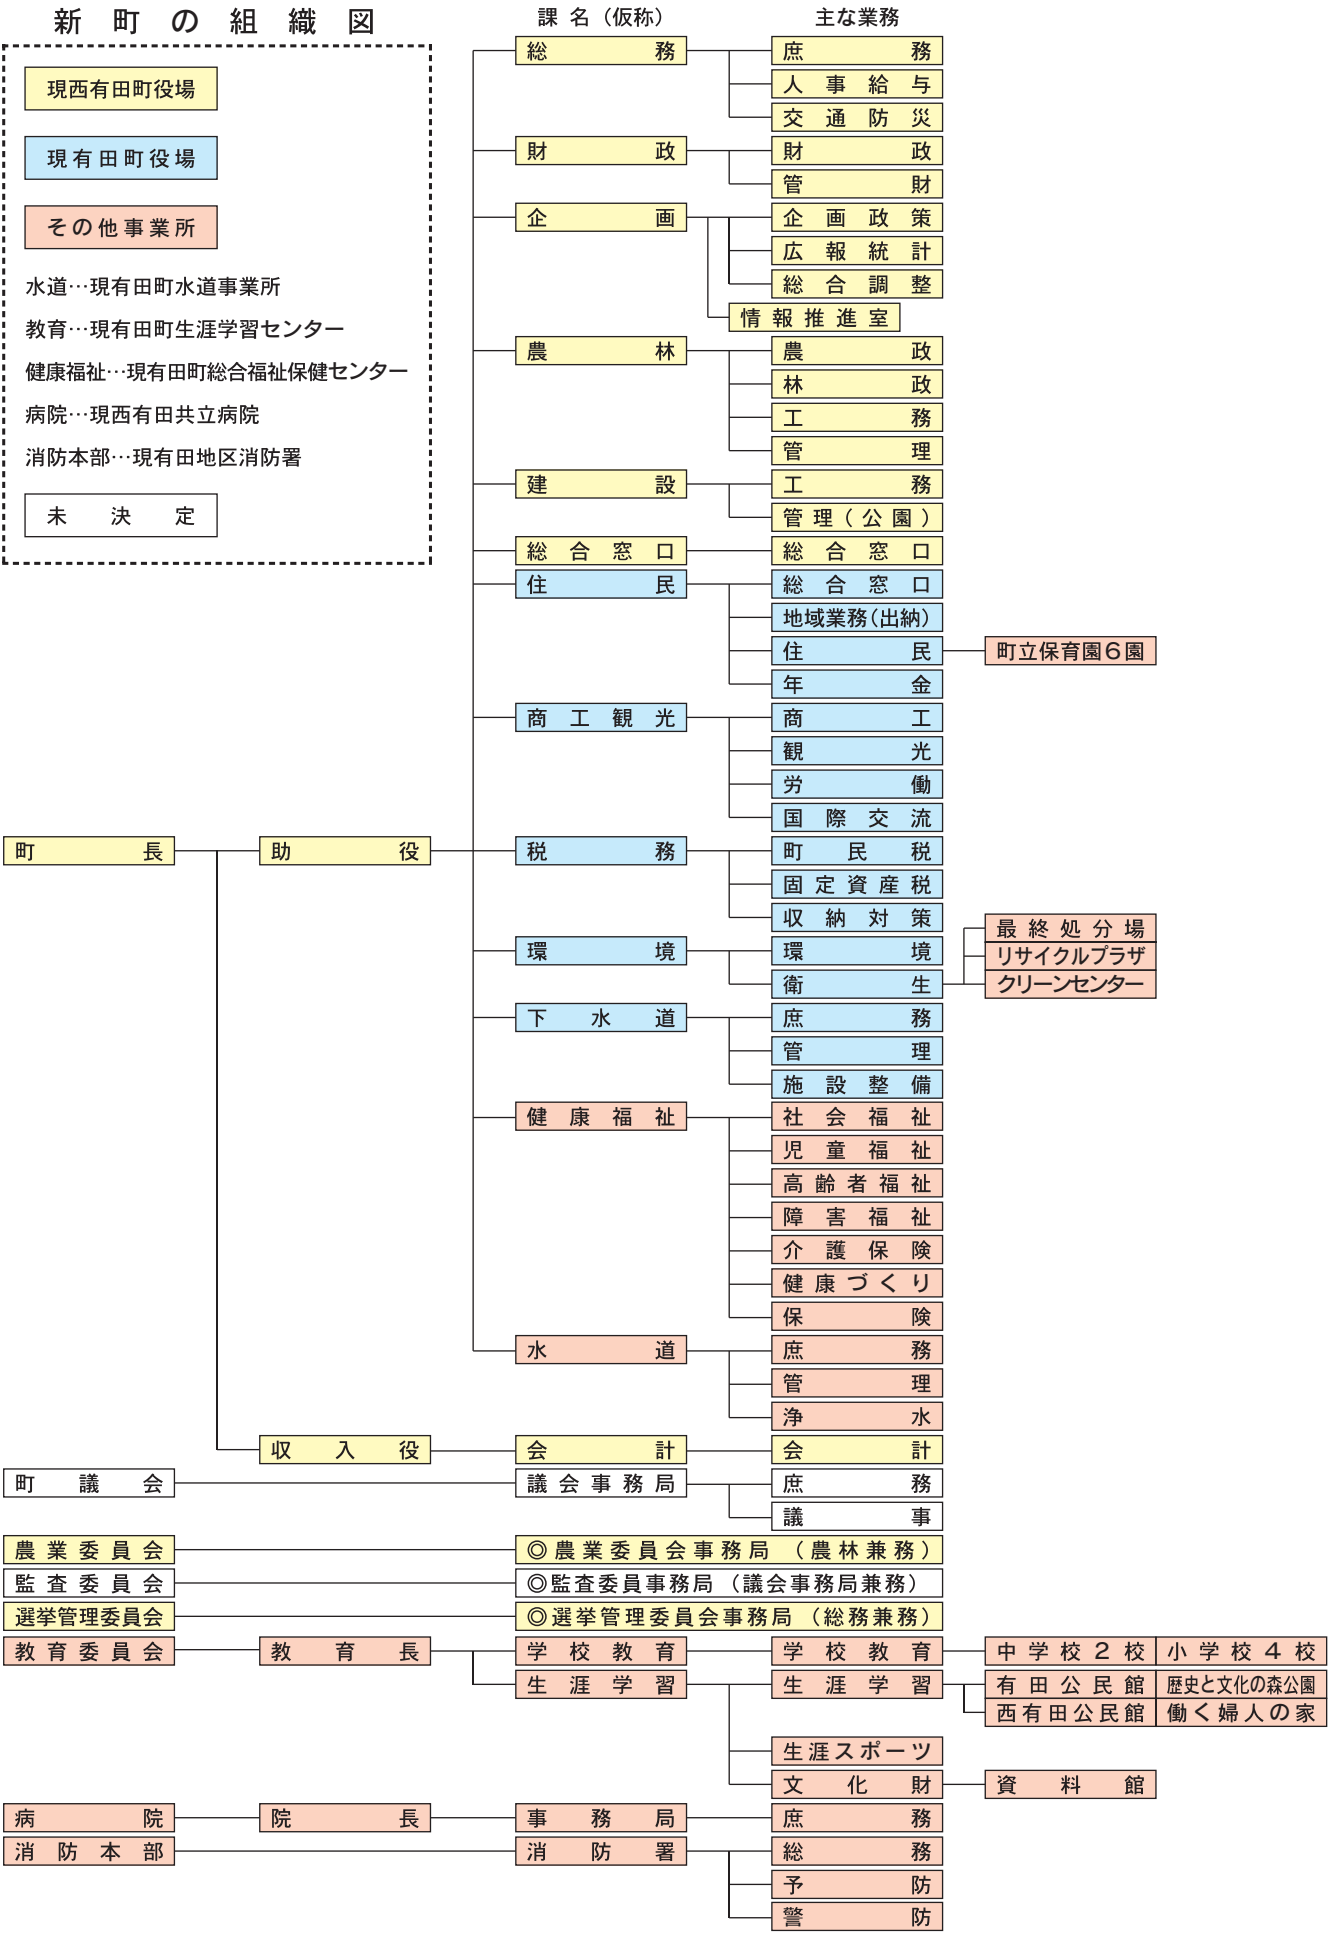 新町の組織図
課名（仮称）
主な業務
現西有田町役場
現有田町役場
その他事業所
水道…現有田町水道事業所
教育…現有田町生涯学習センター
健康福祉…現有田町総合福祉保健センター
病院…現西有田共立病院
消防本部…現有田地区消防署
未決定
総務
庶務
人事給与
交通防災
財政
財政
管財
企画
企画政策
広報統計
総合調整
情報推進室
農林
農政
林政
工務
管理
建設
工務
管理（公園）
総合窓口
総合窓口
住民
総合窓口
地域業務（出納）
住民
町立保育園6園
年金
商工観光
商工
観光
労働
国際交流
町長
助役
税務
町民税
固定資産税
収納対策
環境
環境
衛生
最終処分場
リサイクルプラザ
クリーンセンター
下水道
庶務
管理
施設整備
健康福祉
社会福祉
児童福祉
高齢者福祉
障害福祉
介護保険
健康づくり
保険
水道
庶務
管理
浄水
収入役
会計
会計
町議会
議会事務局
庶務
議事
農業委員会
◎農業委員会事務局（農林兼務）
監査委員会
◎監査委員事務局（議会事務局兼務）
選挙管理委員会
◎選挙管理委員会事務局（総務兼務）
教育委員会
教育長
学校教育
学校教育
中学校2校
小学校4校
生涯学習
生涯学習
有田公民館
歴史と文化の森公園
西有田公民館
働く婦人の家
生涯スポーツ
文化財
資料館
病院
院長
事務局
庶務
消防本部
消防署
総務
予防
警防